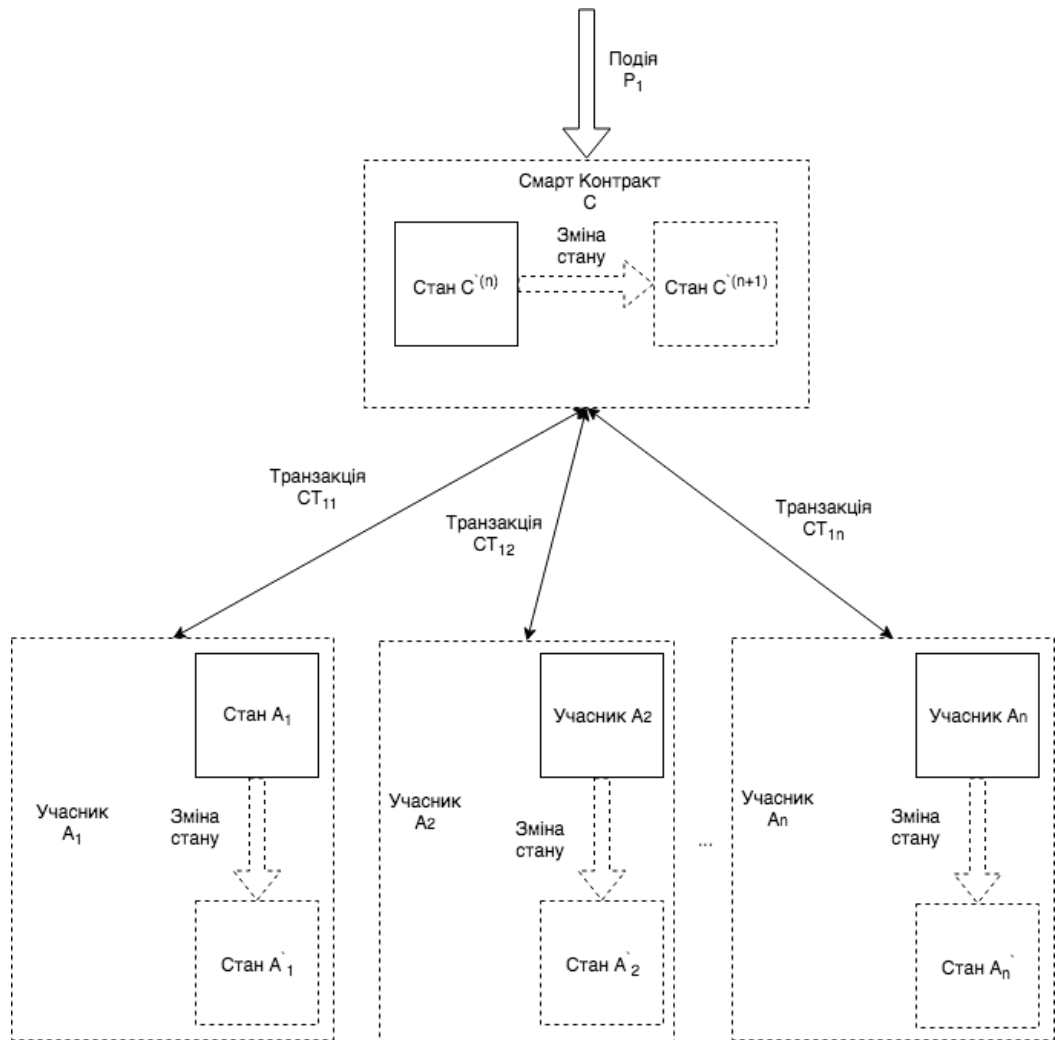 Подія
P₁
Смарт Контракт
С
Зміна
стану
Стан C`⁽ⁿ⁾
Стан C`⁽ⁿ⁺¹⁾
Транзакція
CT₁₁
Транзакція
CT₁₂
Транзакція
CT₁ₙ
Стан A₁
Учасник A2
Учасник An
Учасник
A₁
Зміна
стану
Учасник
A2
Зміна
стану
...
Учасник
An
Зміна
стану
Стан A`₁
Стан A`₂
Стан Aₙ`